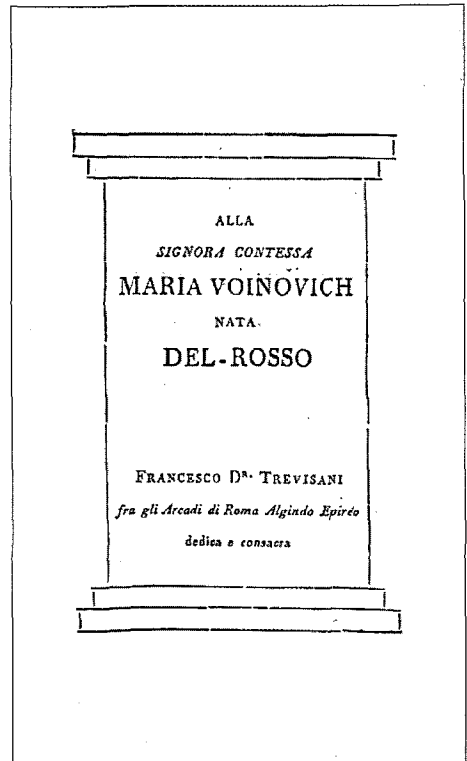 ALLA
SIGNORA CONTESSA
MARIA VOINOVICH
NATA
DEL-ROSSO
FRANCESCO Dᴿ. TREVISANI
fra gli Arcadi di Roma Algindo Epiréo
dedica e consacra